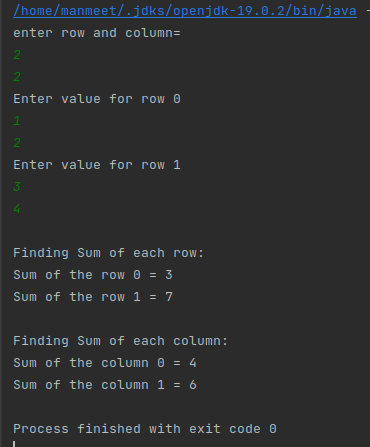 /home/manmeet/.jdks/openjdk-19.0.2/bin/java -
enter row and column=
2
2
Enter value for row 0
1
2
Enter value for row 1
3
4
Finding Sum of each row:
Sum of the row 0 = 3
Sum of the row 1 = 7
Finding Sum of each column:
Sum of the column 0 = 4
Sum of the column 1 = 6
Process finished with exit code 0